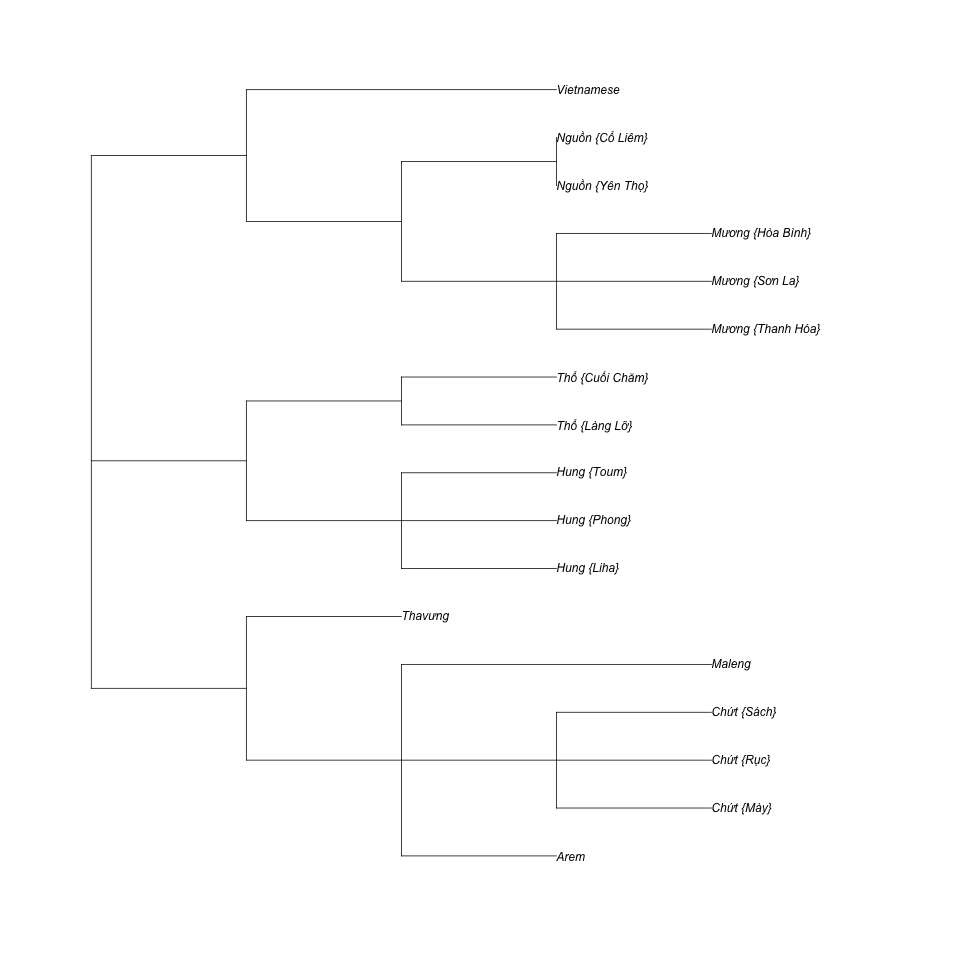 Vietnamese
Nguồn {Cổ Liêm}
Nguồn {Yên Thọ}
Mương {Hòa Bình}
Mương {Sơn La}
Mương {Thanh Hóa}
Thổ {Cuối Chăm}
Thổ {Làng Lỡ}
Hung {Toum}
Hung {Phong}
Hung {Liha}
Thavưng
Maleng
Chứt {Sách}
Chứt {Rục}
Chứt {Mày}
Arem